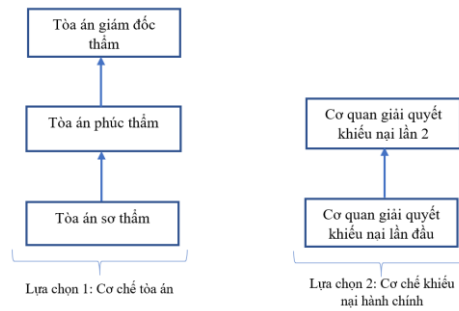 Tòa án giám đốc
thẩm
Tòa án phúc thẩm
Tòa án sơ thẩm
Lựa chọn 1: Cơ chế tòa án
Cơ quan giải quyết
khiếu nại lần 2
Cơ quan giải quyết
khiếu nại lần đầu
Lựa chọn 2: Cơ chế khiếu
nại hành chính